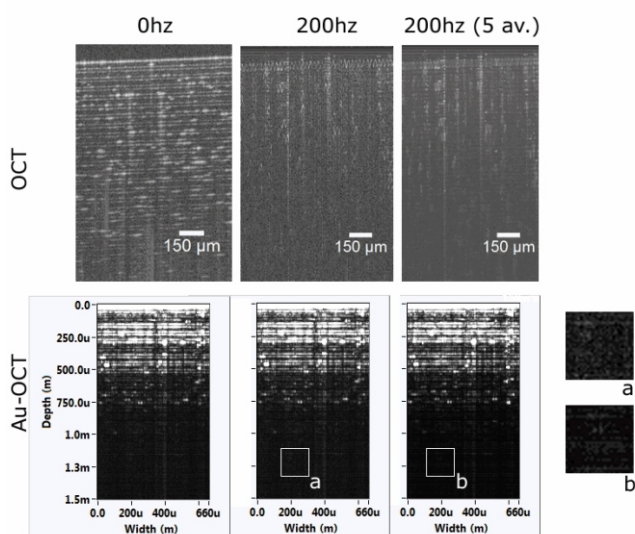 0hz 200hz 200hz (5 av.)
OCT
150 µm 150 µm 150 µm
Au-OCT
Depth (m)
0.0
250.0u
500.0u
750.0u
1.0m
1.3m
1.5m
a b
0.0 200u 400u 660u 0.0 200u 400u 660u 0.0 200u 400u 660u
Width (m) Width (m) Width (m)
a
b